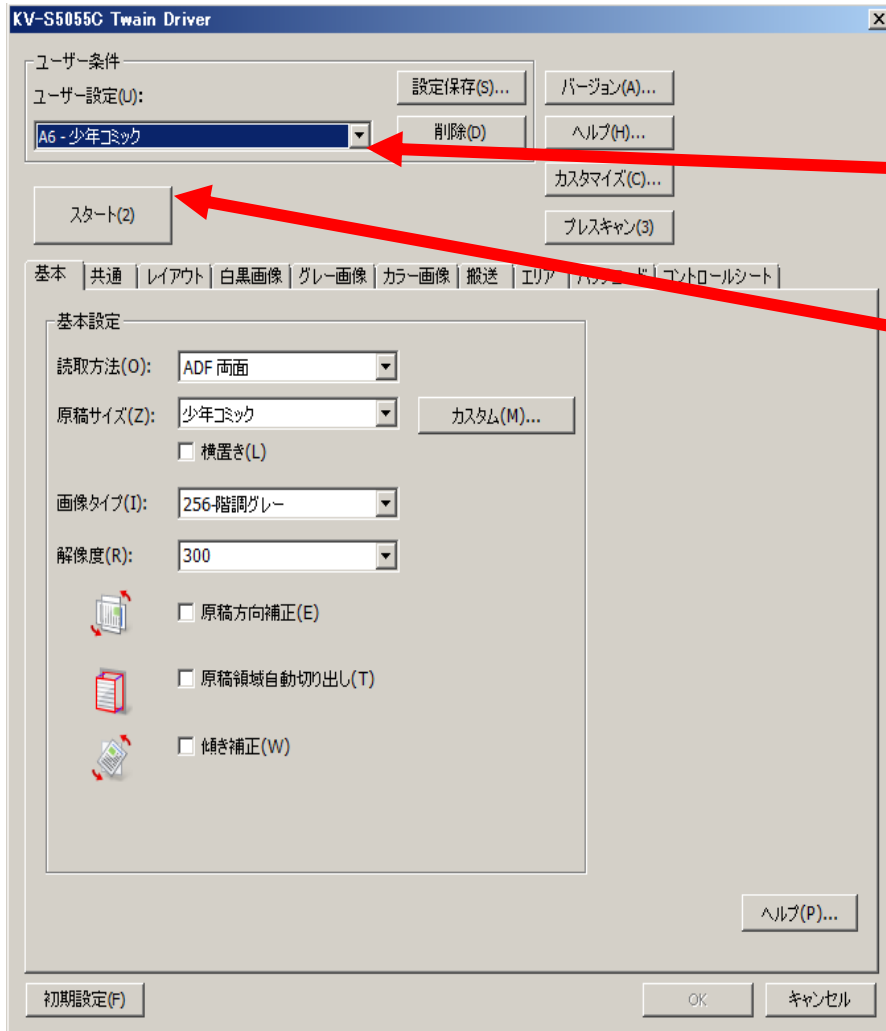 KV-S5055C Twain Driver
ユーザー条件
ユーザー設定(U):
設定保存(S)...
バージョン(A)...
A6 - 少年コミック
削除(D)
ヘルプ(H)...
カスタマイズ(C)...
スタート(2)
プレスキャン(3)
基本 共通 レイアウト 白黒画像 グレー画像 カラー画像 搬送 エリア コントロールシート
基本設定
読取方法(O):
ADF 両面
原稿サイズ(Z):
少年コミック
カスタム(M)...
横置き(L)
画像タイプ(I):
256-階調グレー
解像度(R):
300
原稿方向補正(E)
原稿領域自動切り出し(T)
傾き補正(W)
ヘルプ(P)...
初期設定(F)
OK
キャンセル